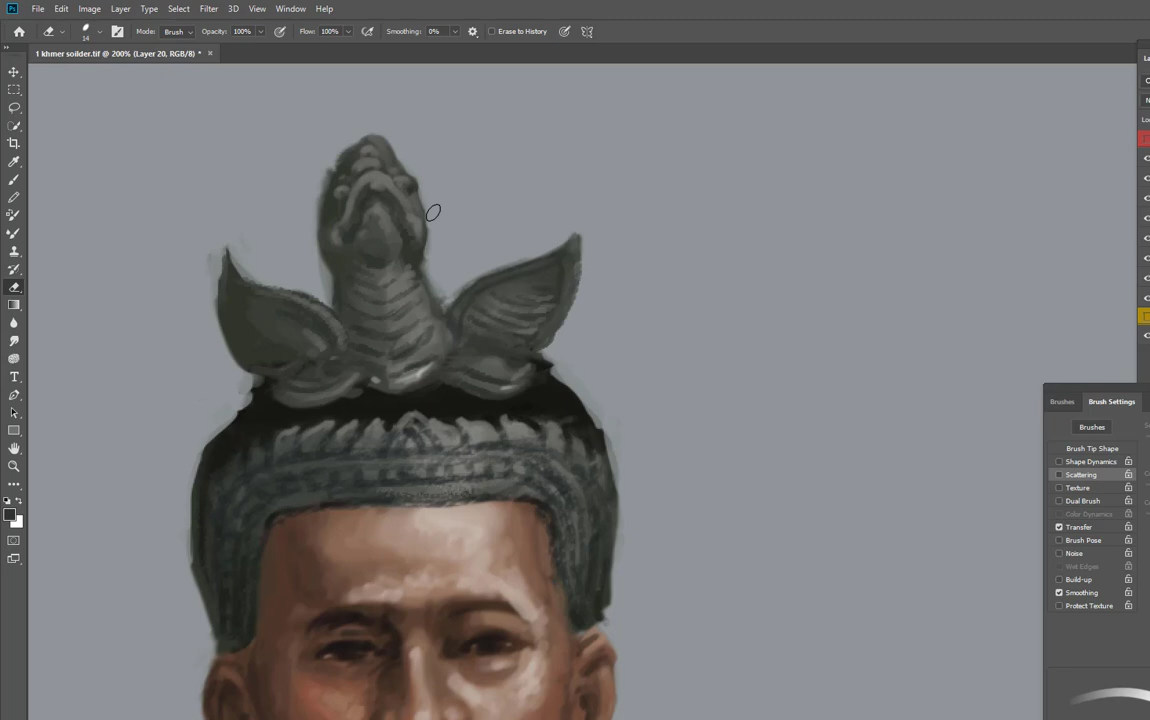 Ps File Edit Image Layer Type Select Filter 3D View Window Help
14 Mode: Brush Opacity: 100% Flow: 100% Smoothing: 0% Erase to History
1 khmer soilder.tif @ 200% (Layer 20, RGB/8) * ×
Brushes Brush Settings
Brushes
Brush Tip Shape
Shape Dynamics
Scattering
Texture
Dual Brush
Color Dynamics
Transfer
Brush Pose
Noise
Wet Edges
Build-up
Smoothing
Protect Texture